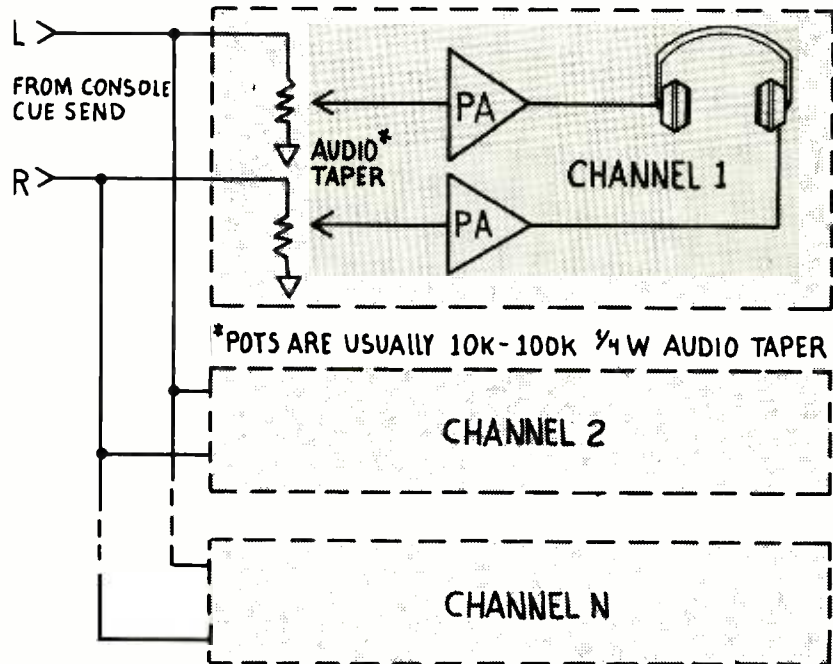 L
FROM CONSOLE
CUE SEND
R
AUDIO*
TAPER
PA
PA
CHANNEL 1
*POTS ARE USUALLY 10K-100K ¼ W AUDIO TAPER
CHANNEL 2
CHANNEL N